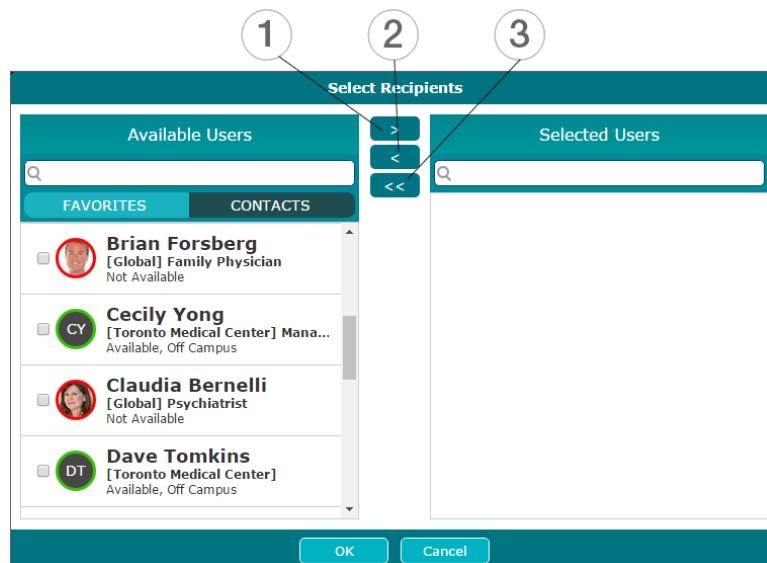 1 2 3
Select Recipients
Available Users
>
Selected Users
<
<<
FAVORITES CONTACTS
Brian Forsberg
[Global] Family Physician
Not Available
CY
Cecily Yong
[Toronto Medical Center] Mana...
Available, Off Campus
Claudia Bernelli
[Global] Psychiatrist
Not Available
DT
Dave Tomkins
[Toronto Medical Center]
Available, Off Campus
OK Cancel